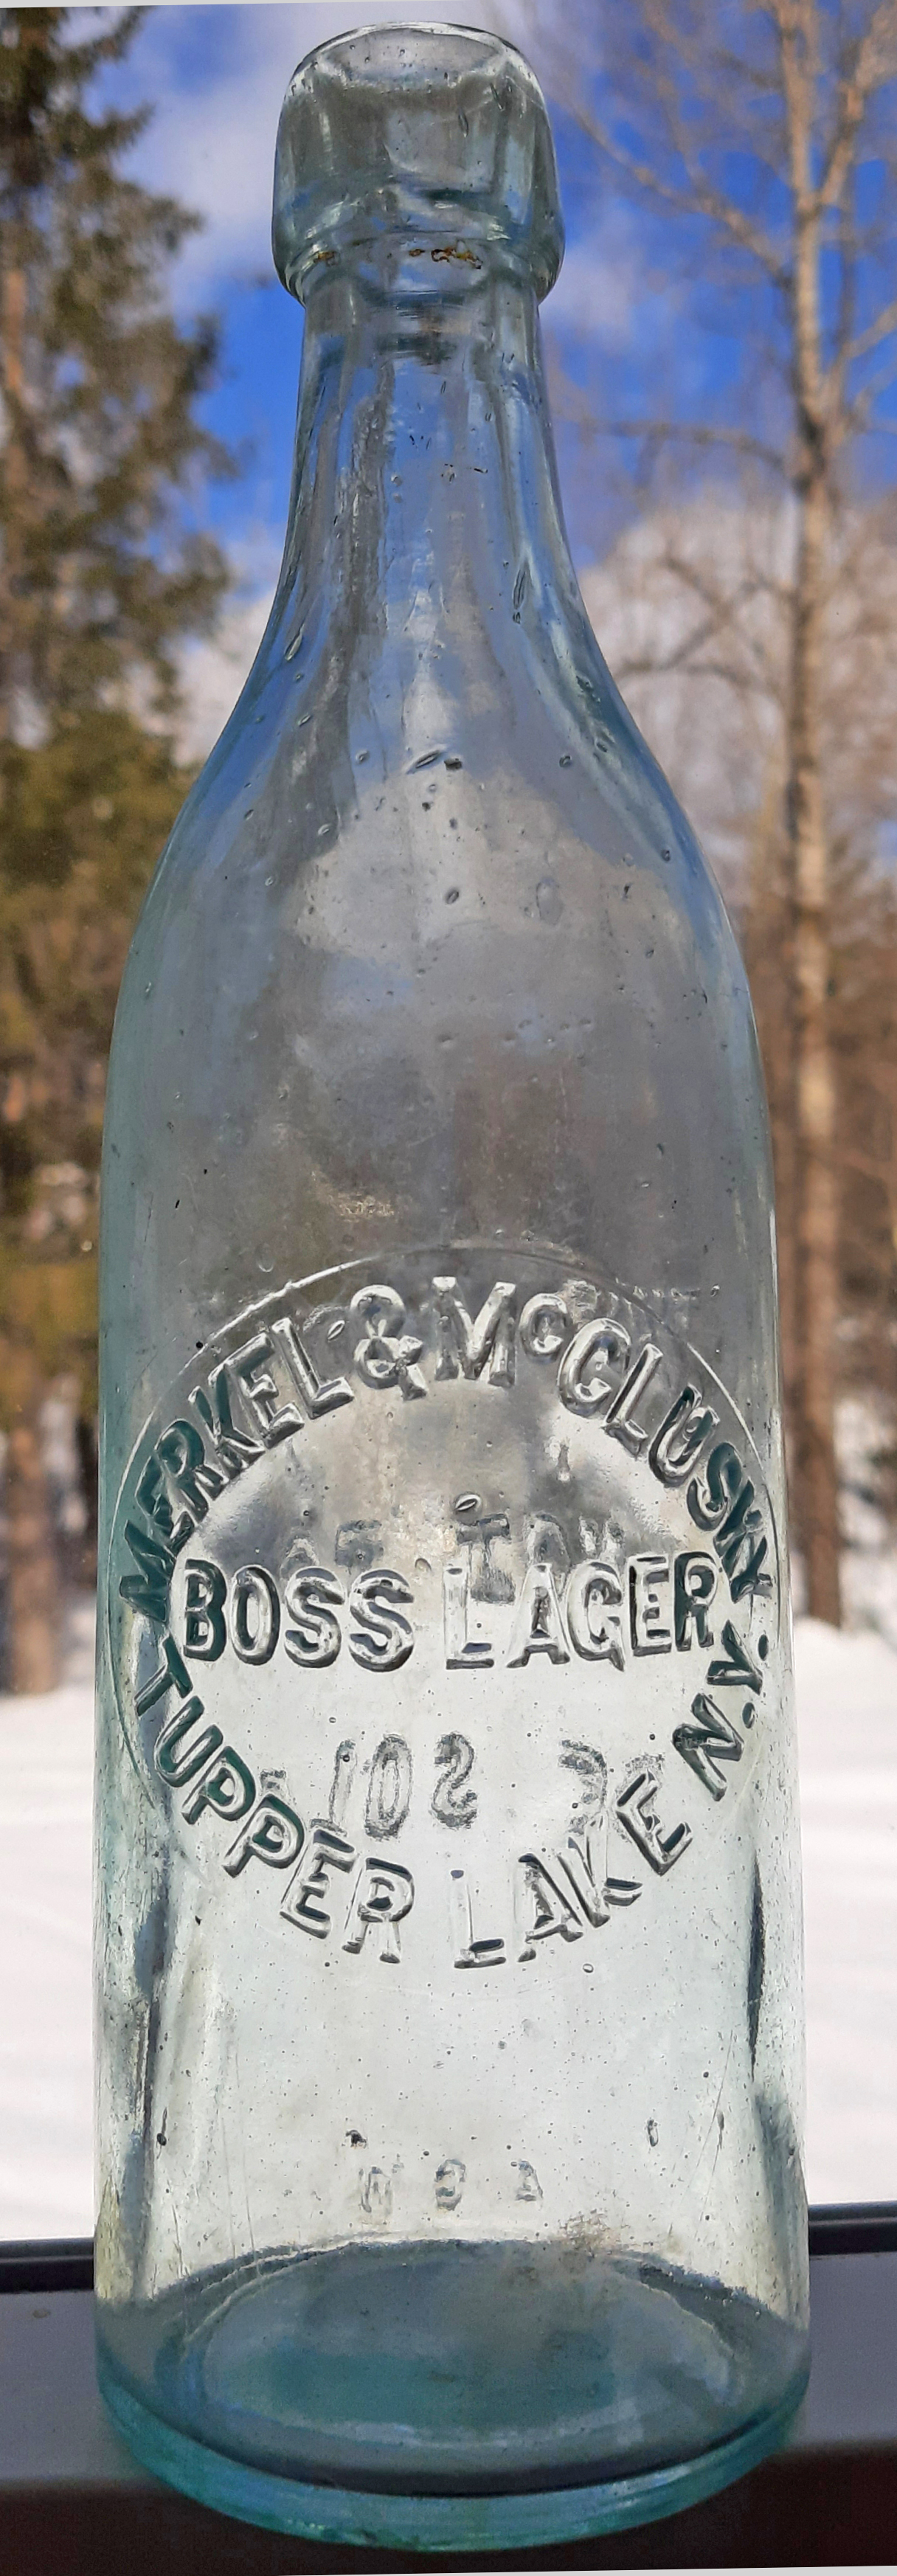 MERKEL & McCLUSKY
BOSS LAGER
TUPPER LAKE N.Y.